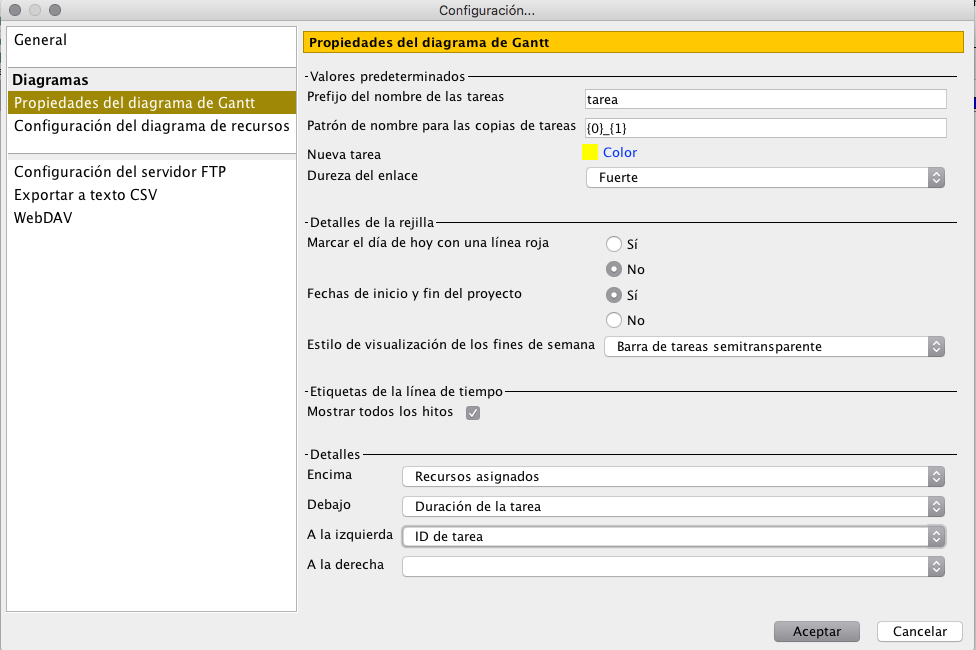 Configuración...
General
Diagramas
Propiedades del diagrama de Gantt
Configuración del diagrama de recursos
Configuración del servidor FTP
Exportar a texto CSV
WebDAV
Propiedades del diagrama de Gantt
Valores predeterminados
Prefijo del nombre de las tareas
tarea
Patrón de nombre para las copias de tareas
{0}_{1}
Nueva tarea
Color
Dureza del enlace
Fuerte
Detalles de la rejilla
Marcar el día de hoy con una línea roja
Sí
No
Fechas de inicio y fin del proyecto
Sí
No
Estilo de visualización de los fines de semana
Barra de tareas semitransparente
Etiquetas de la línea de tiempo
Mostrar todos los hitos
Detalles
Encima
Recursos asignados
Debajo
Duración de la tarea
A la izquierda
ID de tarea
A la derecha
Aceptar
Cancelar